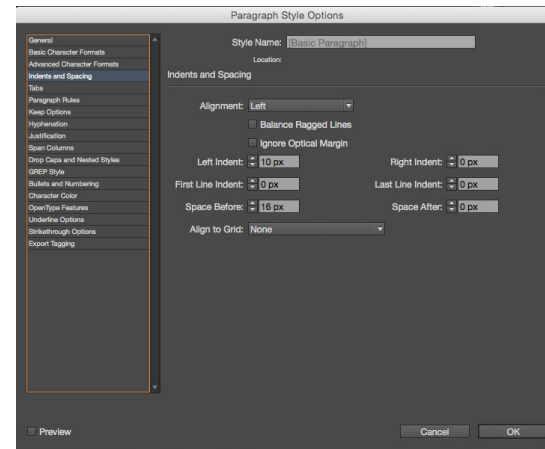 Paragraph Style Options
General
Basic Character Formats
Advanced Character Formats
Indents and Spacing
Tabs
Paragraph Rules
Keep Options
Hyphenation
Justification
Span Columns
Drop Caps and Nested Styles
GREP Style
Bullets and Numbering
Character Color
OpenType Features
Underline Options
Strikethrough Options
Export Tagging
Style Name: [Basic Paragraph]
Location:
Indents and Spacing
Alignment: Left
Balance Ragged Lines
Ignore Optical Margin
Left Indent: 10 px Right Indent: 0 px
First Line Indent: 0 px Last Line Indent: 0 px
Space Before: 16 px Space After: 0 px
Align to Grid: None
Preview Cancel OK